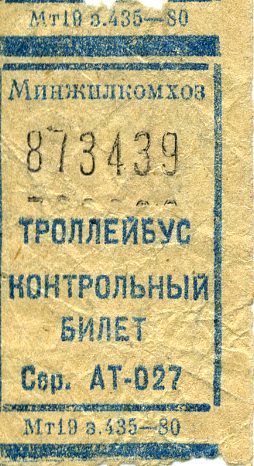 Мт19 з.435—80
Минжилкомхоз
873439
ТРОЛЛЕЙБУС
КОНТРОЛЬНЫЙ
БИЛЕТ
Сер. АТ-027
Мт19 з.435—80